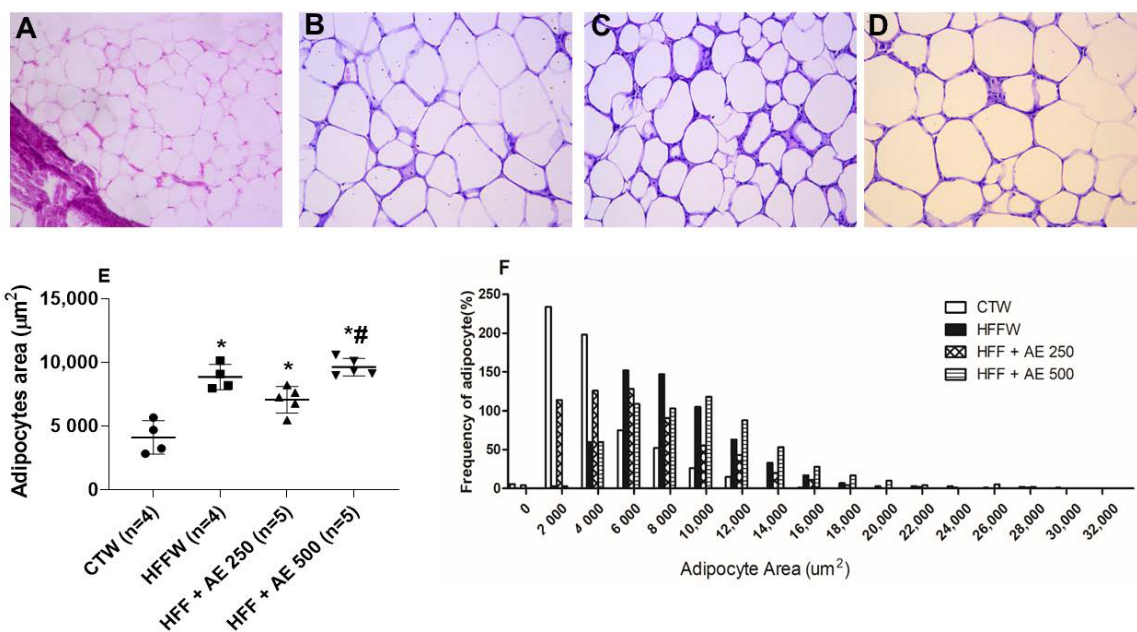 A
B
C
D
E
Adipocytes area (μm²)
15,000
10,000
5 000
0
*
*
*#
CTW (n=4)
HFFW (n=4)
HFF + AE 250 (n=5)
HFF + AE 500 (n=5)
F
Frequency of adipocyte(%)
250
200
150
100
50
0
CTW
HFFW
HFF + AE 250
HFF + AE 500
0
2 000
4 000
6 000
8 000
10,000
12,000
14,000
16,000
18,000
20,000
22,000
24,000
26,000
28,000
30,000
32,000
Adipocyte Area (um²)